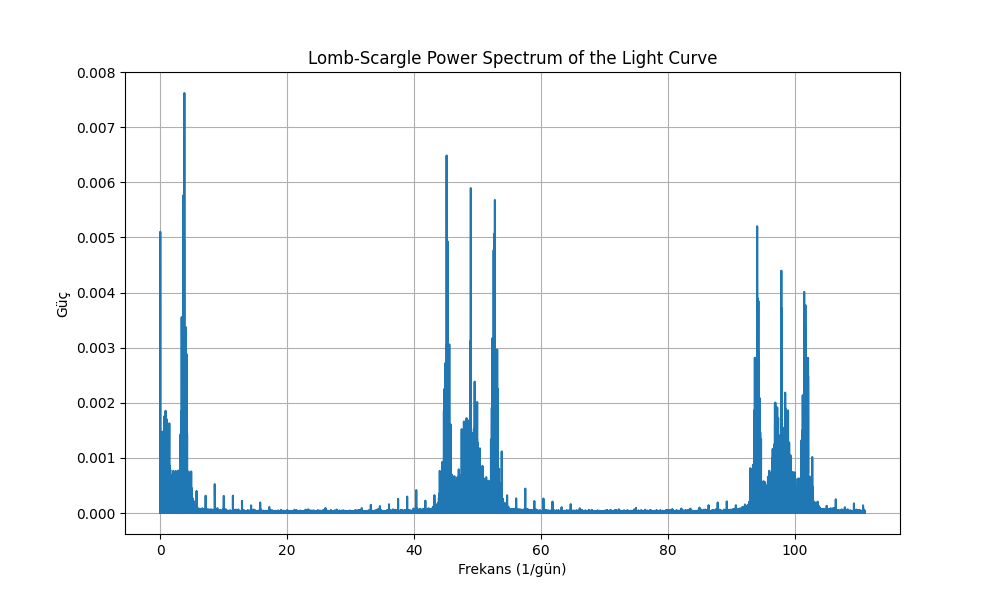 Lomb-Scargle Power Spectrum of the Light Curve
0.008
0.007
0.006
0.005
0.004
0.003
0.002
0.001
0.000
Güç
0 20 40 60 80 100
Frekans (1/gün)